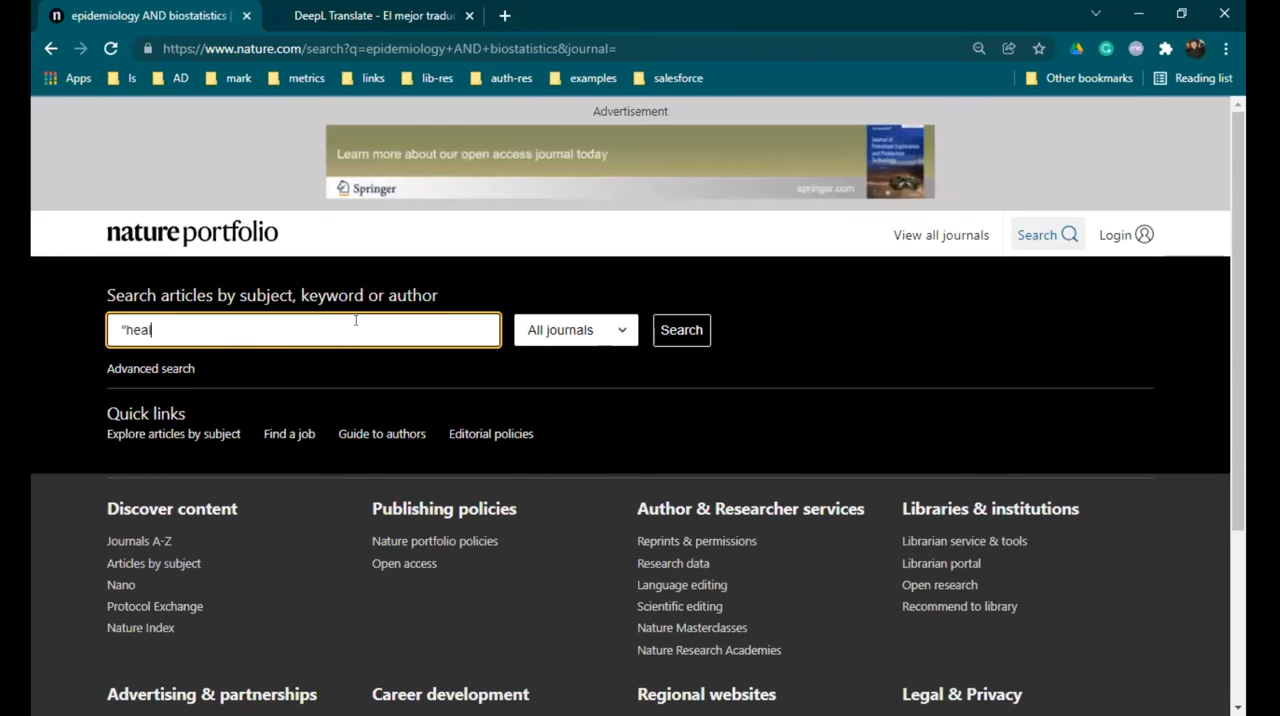 epidemiology AND biostatistics |
DeepL Translate - El mejor traduc
https://www.nature.com/search?q=epidemiology+AND+biostatistics&journal=
Apps ls AD mark metrics links lib-res auth-res examples salesforce Other bookmarks Reading list
Advertisement
Learn more about our open access journal today
Springer springer.com
nature portfolio
View all journals Search Login
Search articles by subject, keyword or author
"heal
All journals Search
Advanced search
Quick links
Explore articles by subject Find a job Guide to authors Editorial policies
Discover content Publishing policies Author & Researcher services Libraries & institutions
Journals A-Z Nature portfolio policies Reprints & permissions Librarian service & tools
Articles by subject Open access Research data Librarian portal
Nano Language editing Open research
Protocol Exchange Scientific editing Recommend to library
Nature Index Nature Masterclasses
Nature Research Academies
Advertising & partnerships Career development Regional websites Legal & Privacy